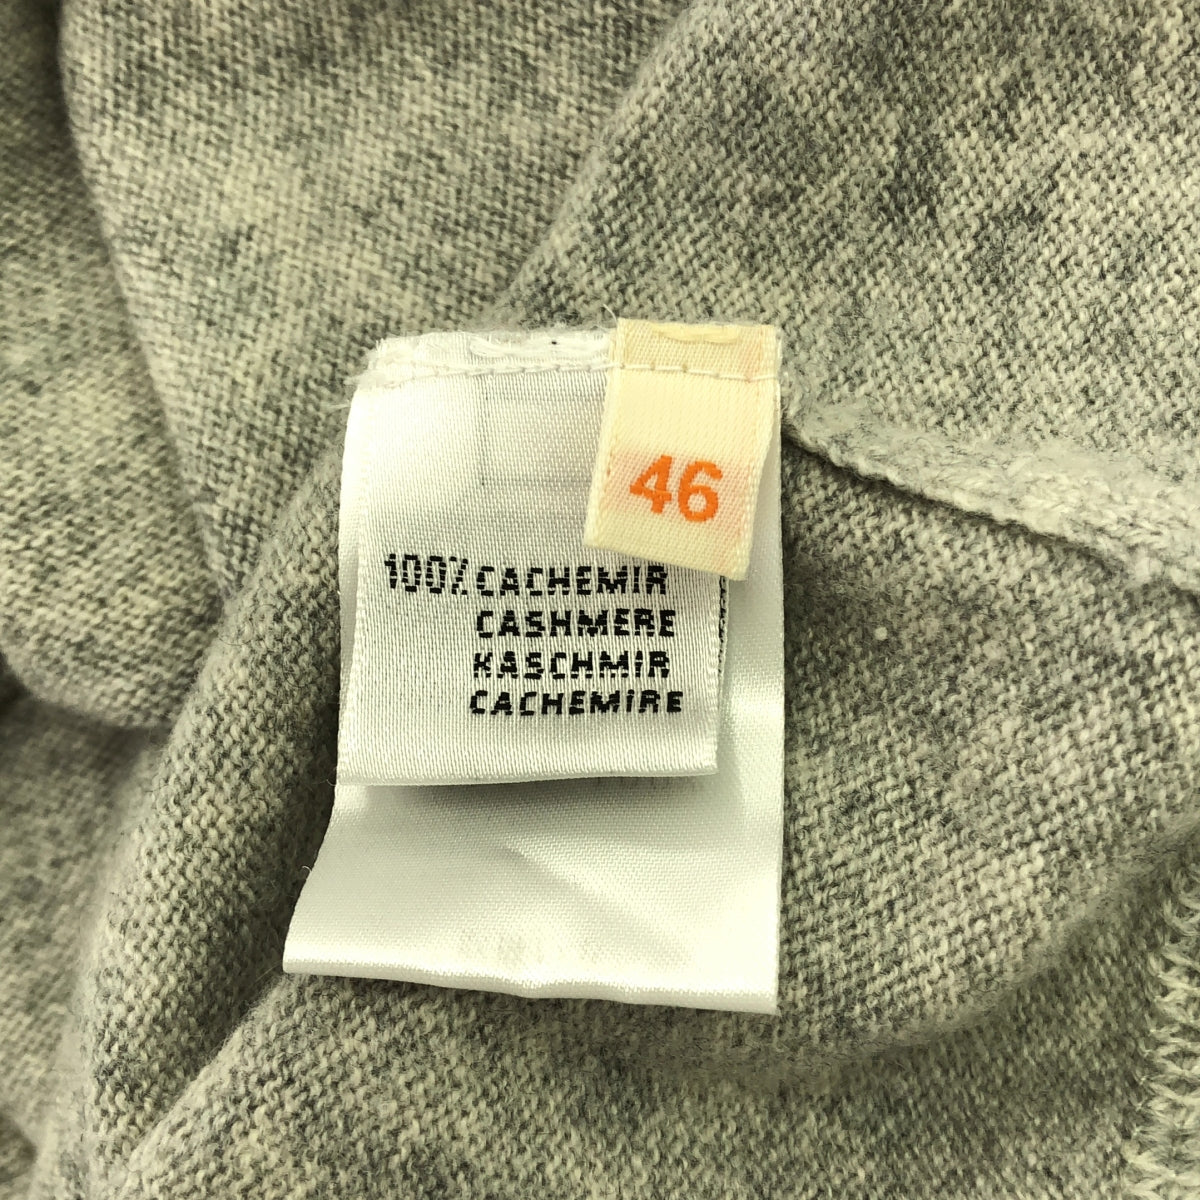 46
100% CACHEMIR
CASHMERE
KASCHMIR
CACHEMIRE